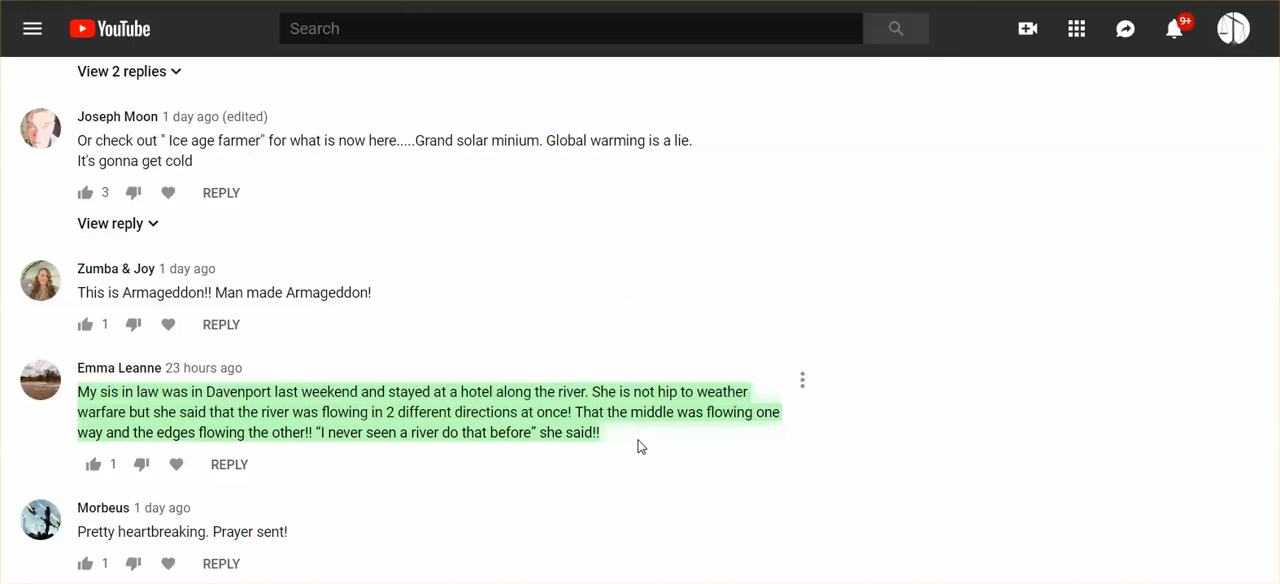 YouTube
Search
9+
View 2 replies
Joseph Moon 1 day ago (edited)
Or check out " Ice age farmer" for what is now here.....Grand solar minium. Global warming is a lie.
It's gonna get cold
3 REPLY
View reply
Zumba & Joy 1 day ago
This is Armageddon!! Man made Armageddon!
1 REPLY
Emma Leanne 23 hours ago
My sis in law was in Davenport last weekend and stayed at a hotel along the river. She is not hip to weather
warfare but she said that the river was flowing in 2 different directions at once! That the middle was flowing one
way and the edges flowing the other!! “I never seen a river do that before” she said!!
1 REPLY
Morbeus 1 day ago
Pretty heartbreaking. Prayer sent!
1 REPLY